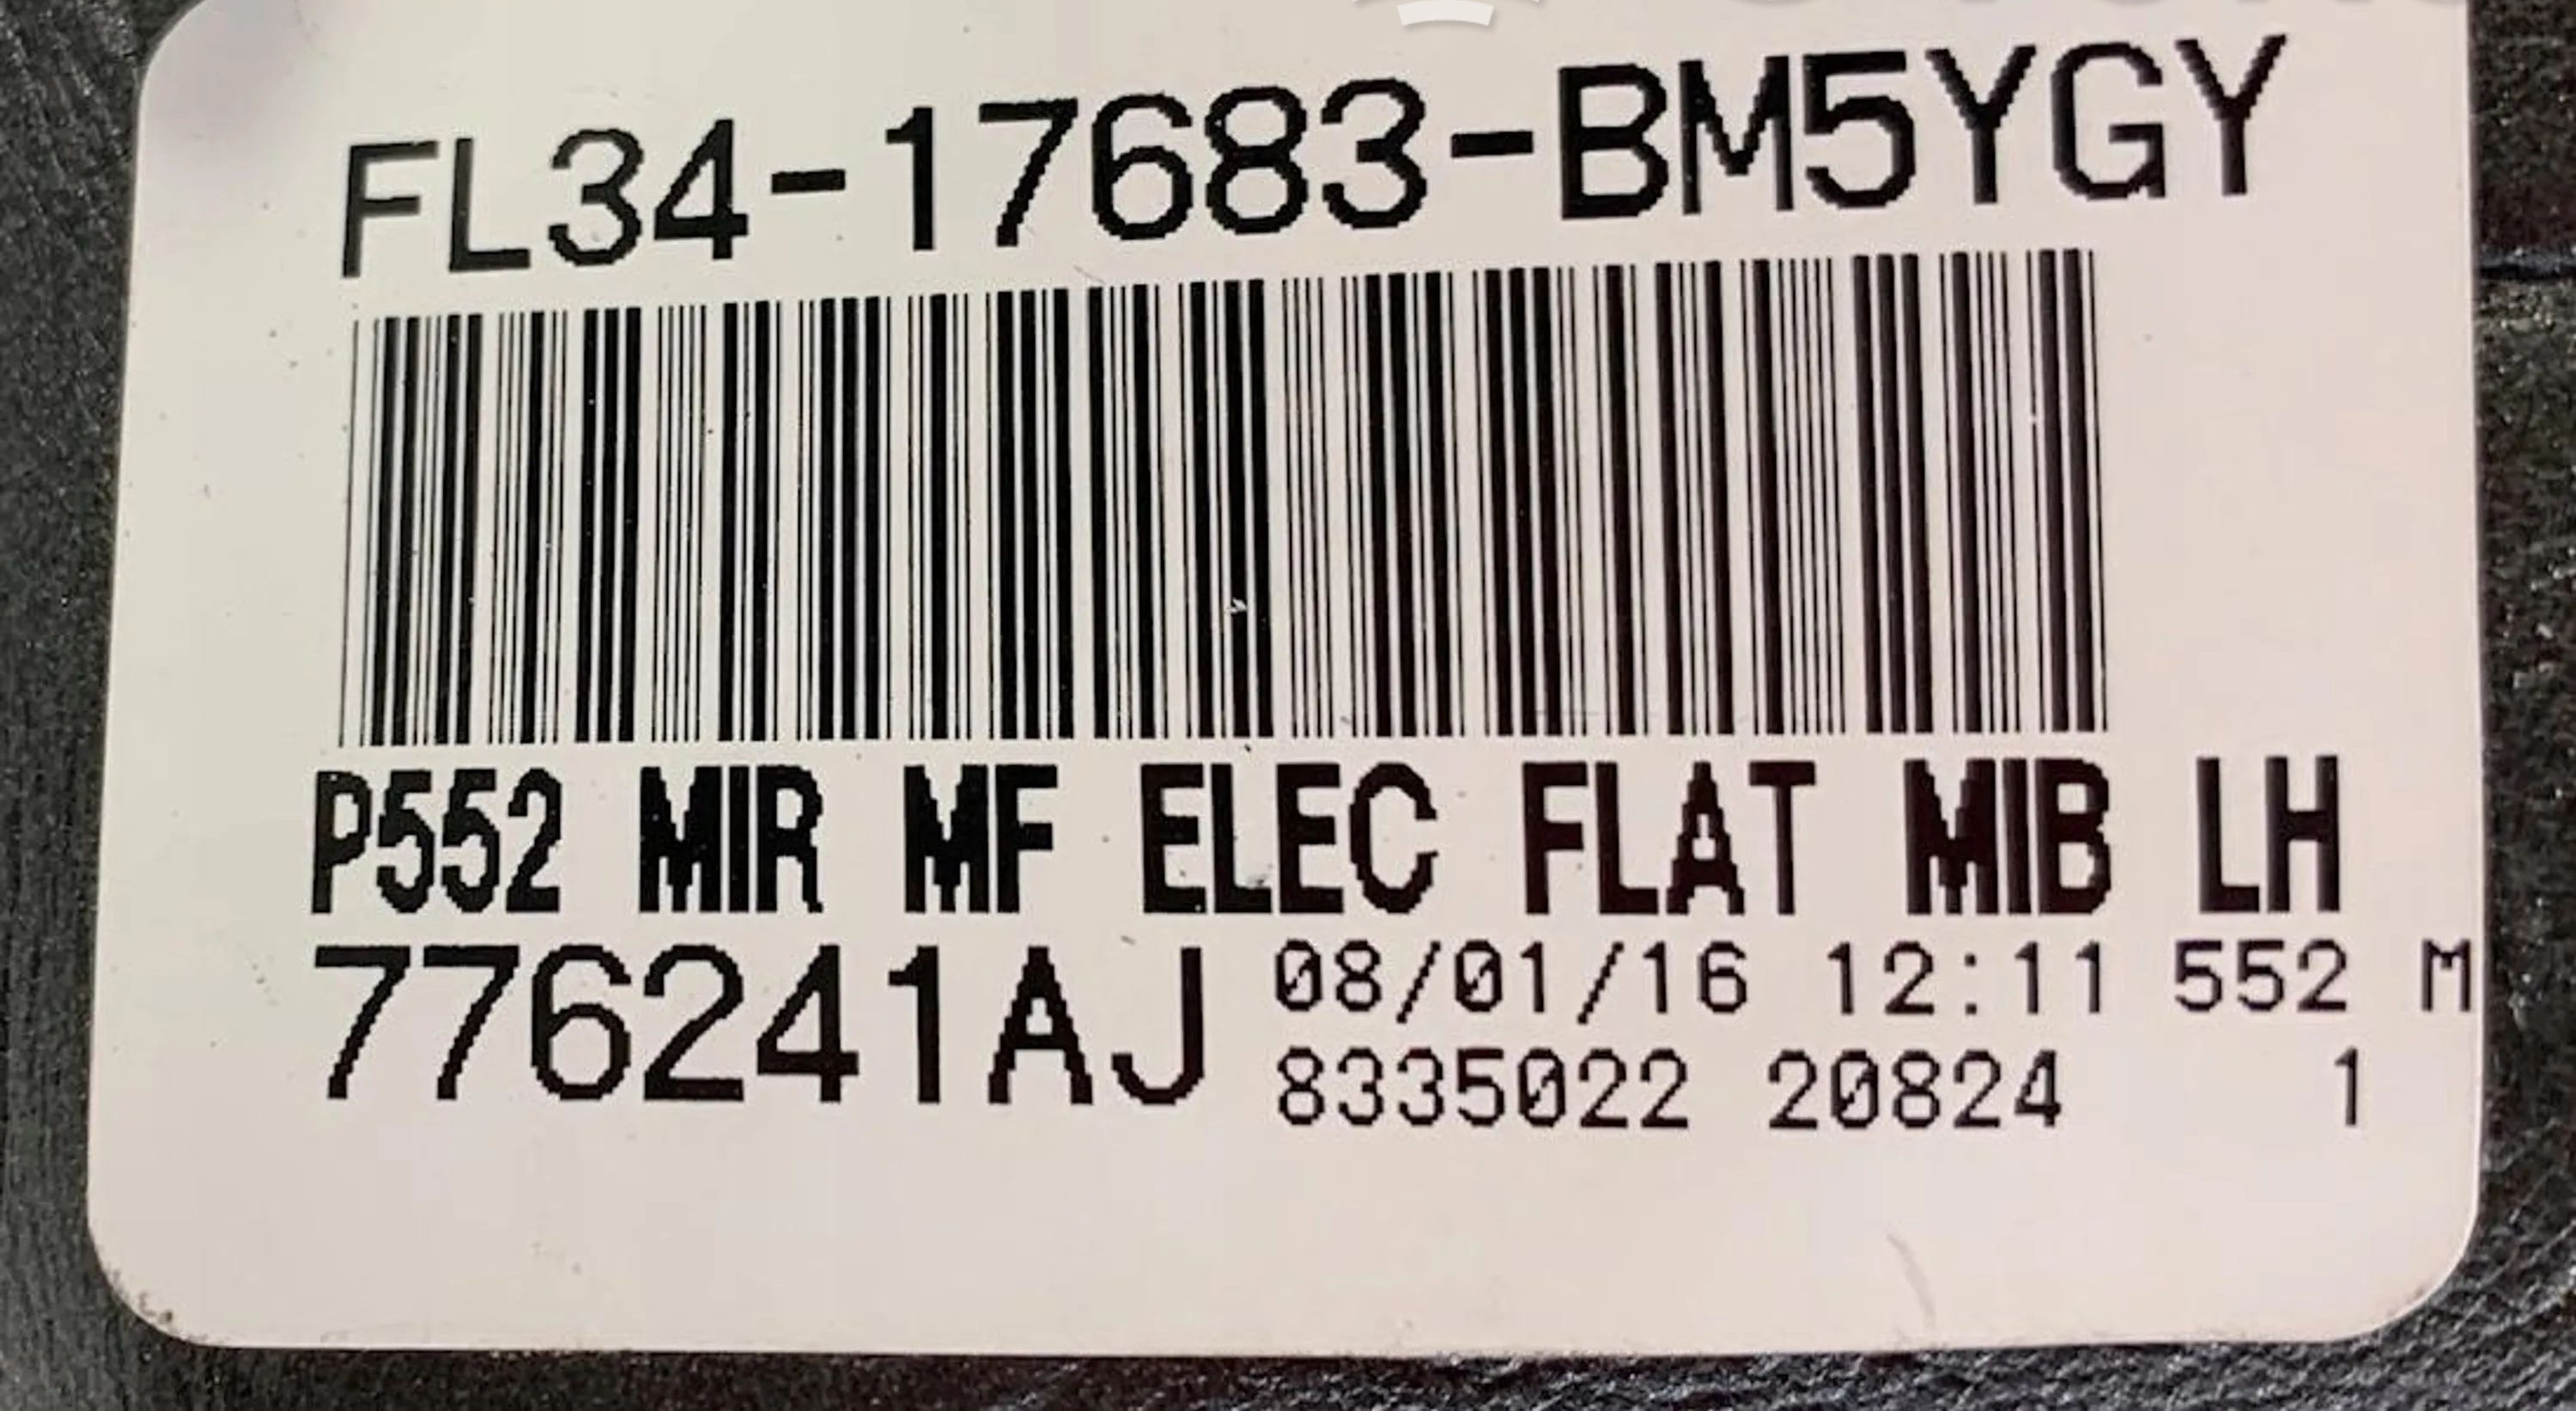 FL34-17683-BM5YGY
P552 MIR MF ELEC FLAT MIB LH
776241AJ 08/01/16 12:11 552 M
8335022 20824 1